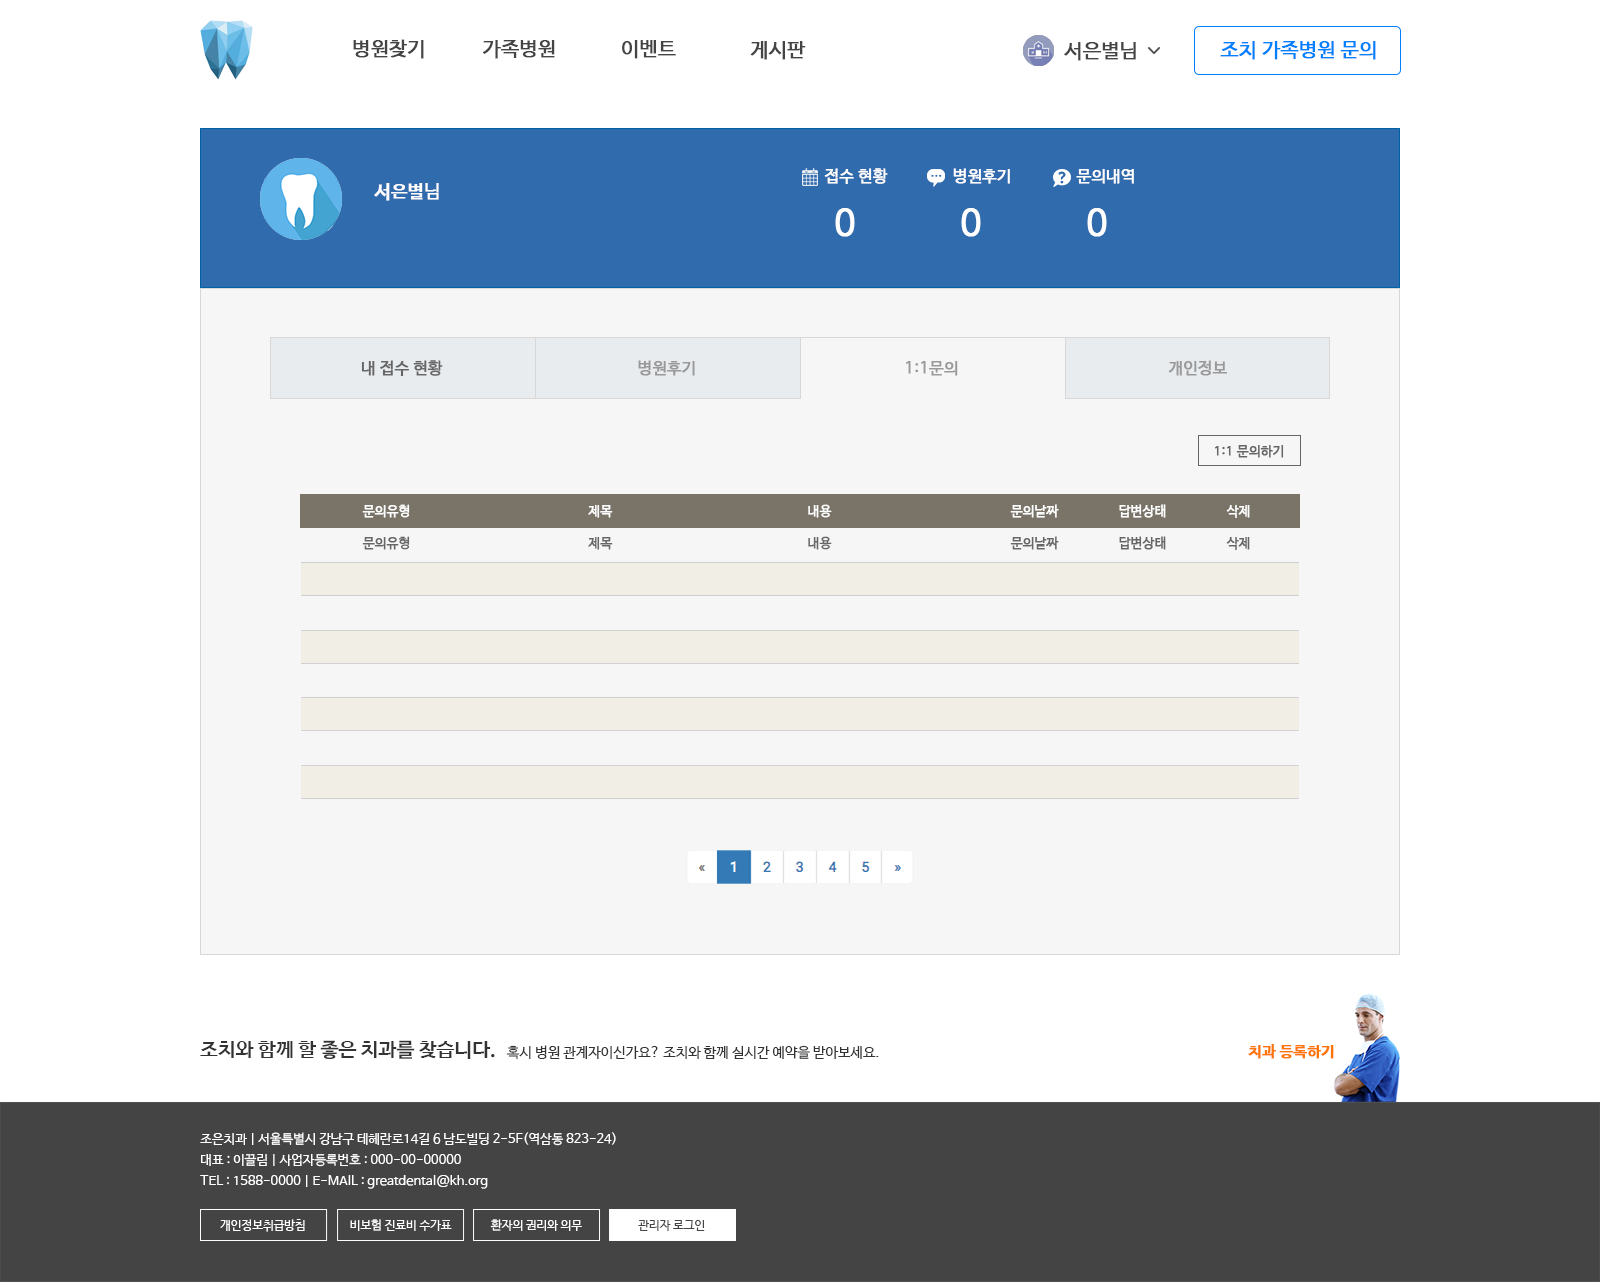 병원찾기 가족병원 이벤트 게시판 서은별님 조치 가족병원 문의
서은별님
접수 현황 병원후기 문의내역
0 0 0
내 접수 현황 병원후기 1:1문의 개인정보
1:1 문의하기
문의유형 제목 내용 문의날짜 답변상태 삭제
문의유형 제목 내용 문의날짜 답변상태 삭제
« 1 2 3 4 5 »
조치와 함께 할 좋은 치과를 찾습니다. 혹시 병원 관계자이신가요? 조치와 함께 실시간 예약을 받아보세요.
치과 등록하기
조은치과 | 서울특별시 강남구 테헤란로14길 6 남도빌딩 2-5F(역삼동 823-24)
대표 : 이끌림 | 사업자등록번호 : 000-00-00000
TEL : 1588-0000 | E-MAIL : greatdental@kh.org
개인정보취급방침 비보험 진료비 수가표 환자의 권리와 의무 관리자 로그인